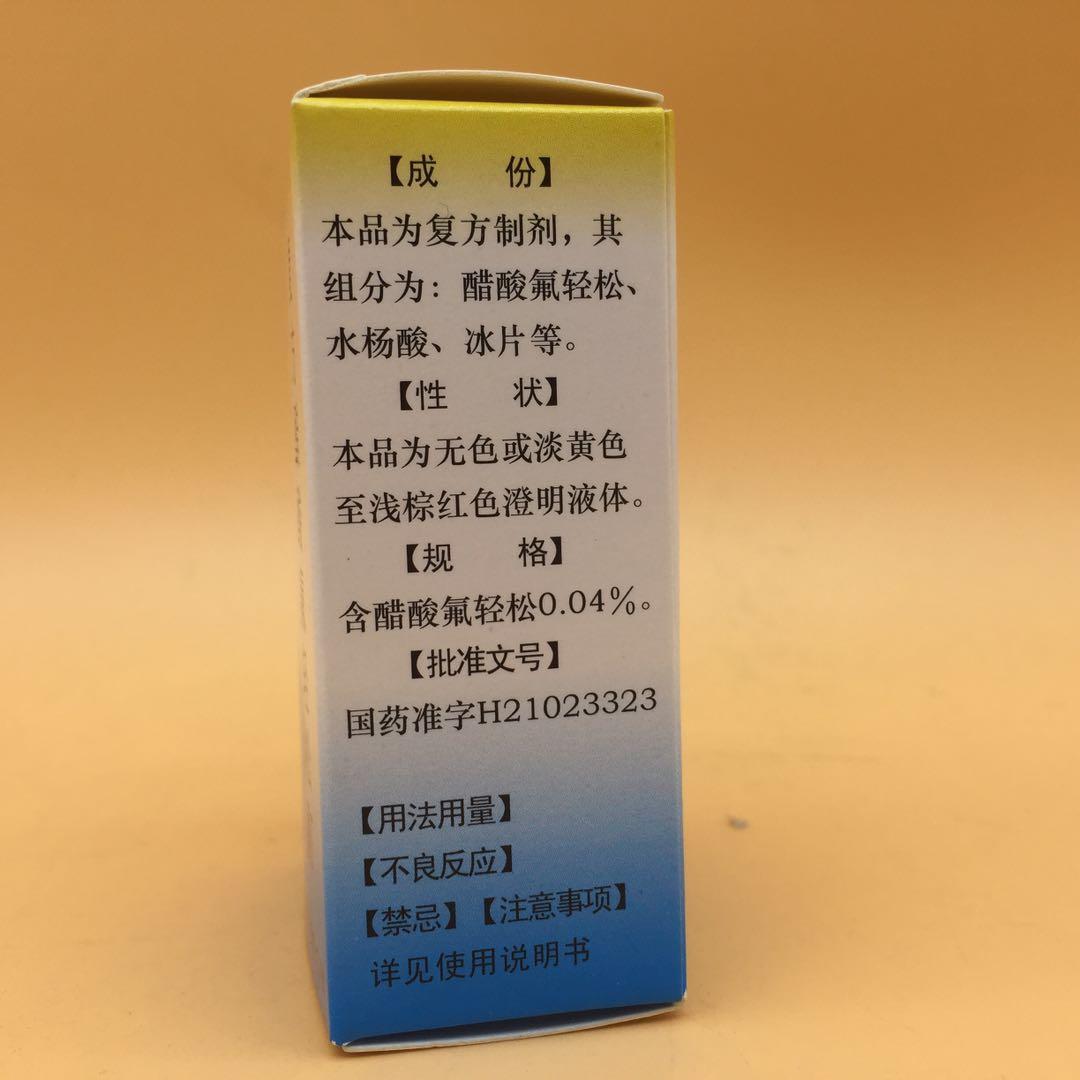 【成 份】
本品为复方制剂，其
组分为：醋酸氟轻松、
水杨酸、冰片等。
【性 状】
本品为无色或淡黄色
至浅棕红色澄明液体。
【规 格】
含醋酸氟轻松0.04%。
【批准文号】
国药准字H21023323
【用法用量】
【不良反应】
【禁忌】【注意事项】
详见使用说明书